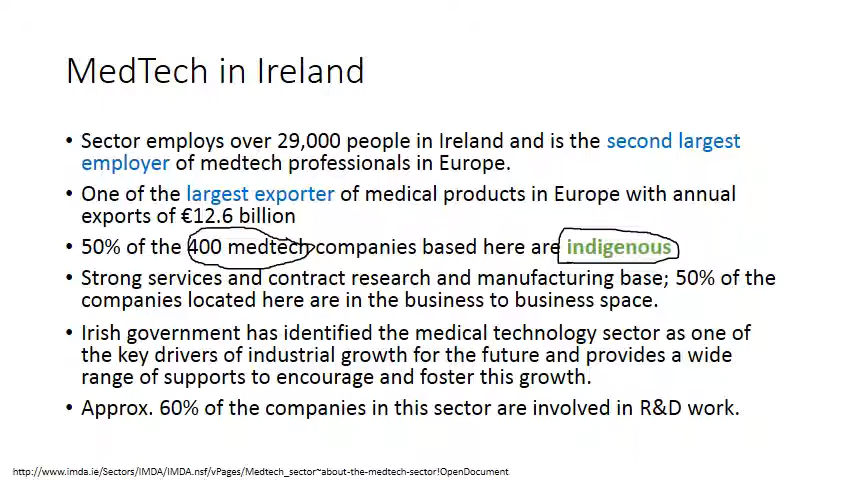 MedTech in Ireland
• Sector employs over 29,000 people in Ireland and is the second largest
employer of medtech professionals in Europe.
• One of the largest exporter of medical products in Europe with annual
exports of €12.6 billion
• 50% of the 400 medtech companies based here are indigenous
• Strong services and contract research and manufacturing base; 50% of the
companies located here are in the business to business space.
• Irish government has identified the medical technology sector as one of
the key drivers of industrial growth for the future and provides a wide
range of supports to encourage and foster this growth.
• Approx. 60% of the companies in this sector are involved in R&D work.
http://www.imda.ie/Sectors/IMDA/IMDA.nsf/vPages/Medtech_sector~about-the-medtech-sector!OpenDocument